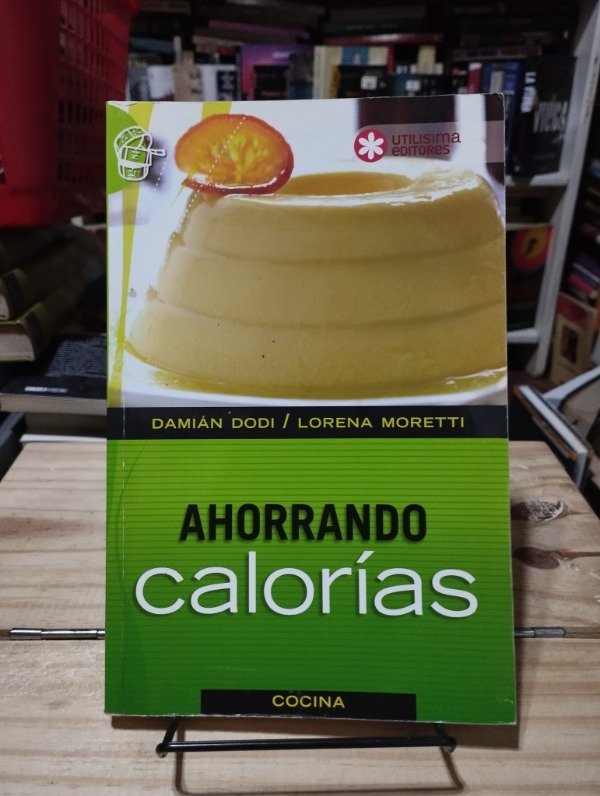 UTILISIMA
EDITORES
DAMIÁN DODI / LORENA MORETTI
AHORRANDO
calorías
COCINA